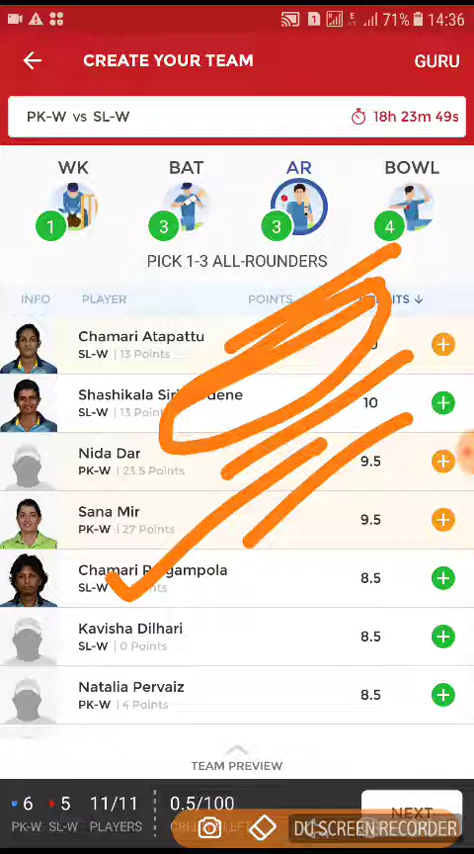 14:36
71%
CREATE YOUR TEAM
GURU
PK-W vs SL-W
18h 23m 49s
WK BAT AR BOWL
1 3 3 4
PICK 1-3 ALL-ROUNDERS
INFO PLAYER POINTS
Chamari Atapattu
SL-W | 13 Points
Shashikala
SL-W | 13
10
Nida Dar
PK-W | 23.5 Points
9.5
Sana Mir
PK-W | 27 Points
9.5
Chamari
SL-W
8.5
Kavisha Dilhari
SL-W | 0 Points
8.5
Natalia Pervaiz
PK-W | 4 Points
8.5
TEAM PREVIEW
6 5 11/11 0.5/100
PK-W SL-W PLAYERS
NEXT
DU SCREEN RECORDER